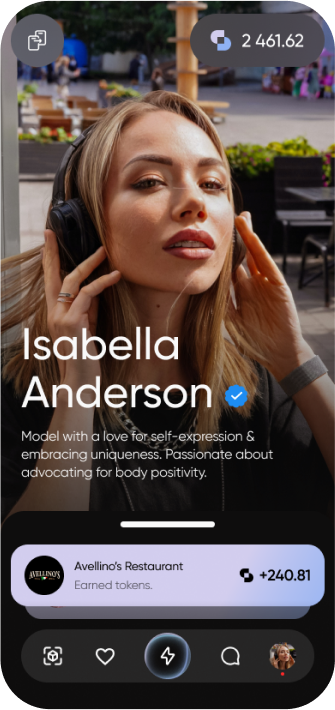 2 461.62
Isabella
Anderson
Model with a love for self-expression &
embracing uniqueness. Passionate about
advocating for body positivity.
AVELLINO'S
Avellino's Restaurant
Earned tokens.
+240.81